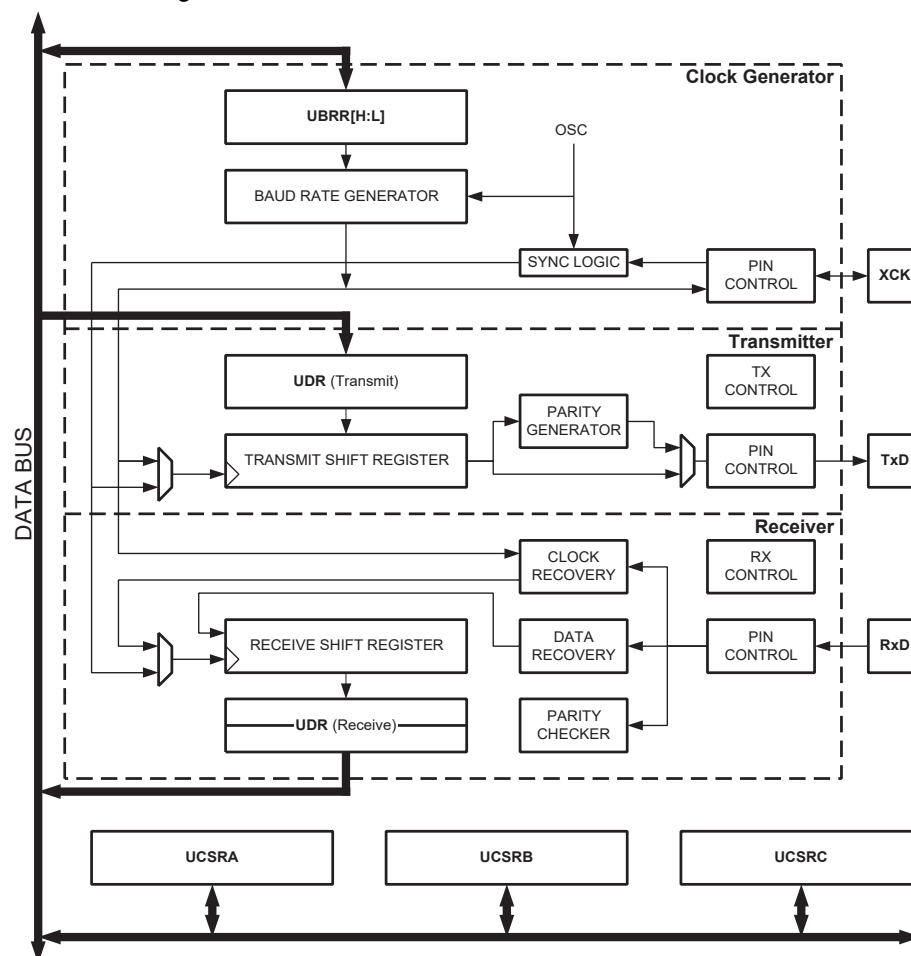 Clock Generator
UBRR[H:L]
OSC
BAUD RATE GENERATOR
SYNC LOGIC
PIN
CONTROL
XCK
Transmitter
UDR (Transmit)
TX
CONTROL
PARITY
GENERATOR
TRANSMIT SHIFT REGISTER
PIN
CONTROL
TxD
DATA BUS
Receiver
CLOCK
RECOVERY
RX
CONTROL
RECEIVE SHIFT REGISTER
DATA
RECOVERY
PIN
CONTROL
RxD
UDR (Receive)
PARITY
CHECKER
UCSRA
UCSRB
UCSRC